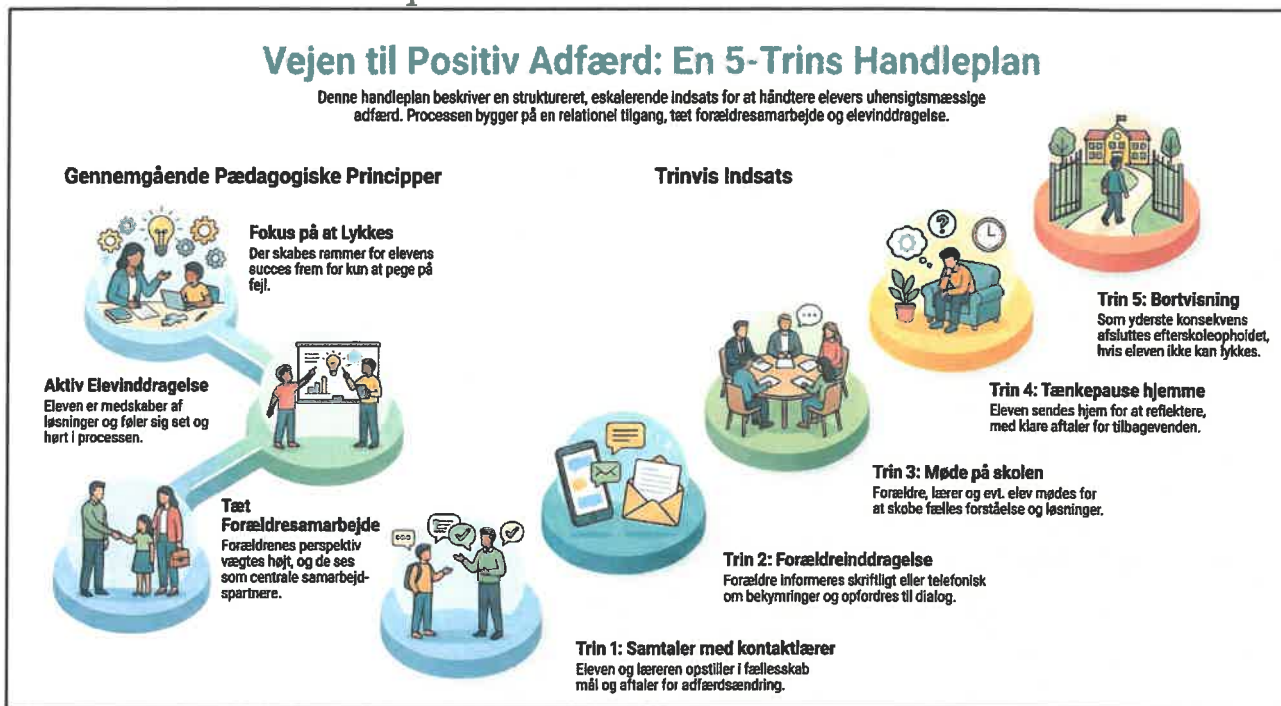 Vejen til Positiv Adfærd: En 5-Trins Handleplan
Denne handleplan beskriver en struktureret, eskalerende indsats for at håndtere elevers uhensigtsmæssige
adfærd. Processen bygger på en relationel tilgang, tæt forældresamarbejde og elevinddragelse.
Gennemgående Pædagogiske Principper
Fokus på at Lykkes
Der skabes rammer for elevens
succes frem for kun at pege på
fejl.
Aktiv Elevinddragelse
Eleven er medskaber af
løsninger og føler sig set og
hørt i processen.
Tæt
Forældresamarbejde
Forældrenes perspektiv
vægtes højt, og de ses
som centrale samarbejd-
spartnere.
Trinvis Indsats
Trin 1: Samtaler med kontaktlærer
Eleven og læreren opstiller i fællesskab
mål og aftaler for adfærdsændring.
Trin 2: Forældreinddragelse
Forældre informeres skriftligt eller telefonisk
om bekymringer og opfordres til dialog.
Trin 3: Møde på skolen
Forældre, lærer og evt. elev mødes for
at skabe fælles forståelse og løsninger.
Trin 4: Tænkepause hjemme
Eleven sendes hjem for at reflektere,
med klare aftaler for tilbagevenden.
Trin 5: Bortvisning
Som yderste konsekvens
afsluttes efterskoleopholdet,
hvis eleven ikke kan lykkes.